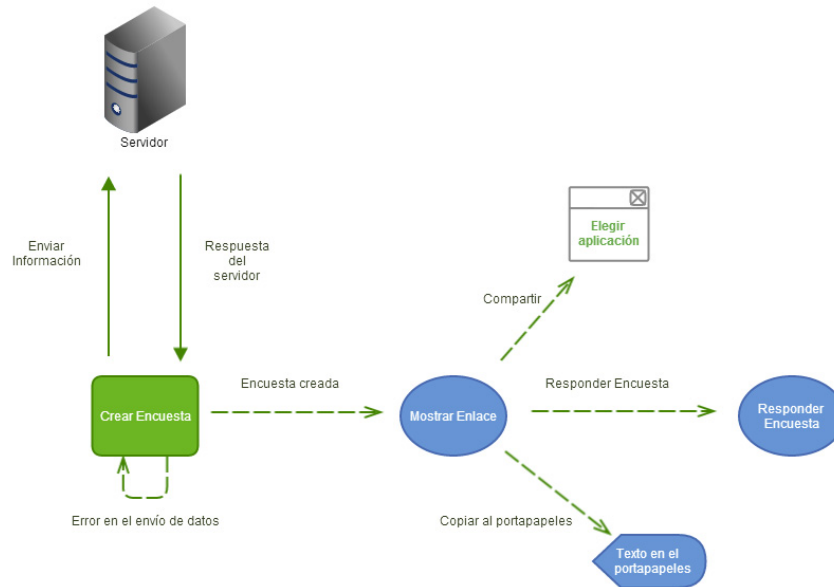 Servidor
Enviar
Información
Respuesta
del
servidor
Elegir
aplicación
Compartir
Crear Encuesta
Encuesta creada
Mostrar Enlace
Responder Encuesta
Responder
Encuesta
Error en el envío de datos
Copiar al portapapeles
Texto en el
portapapeles